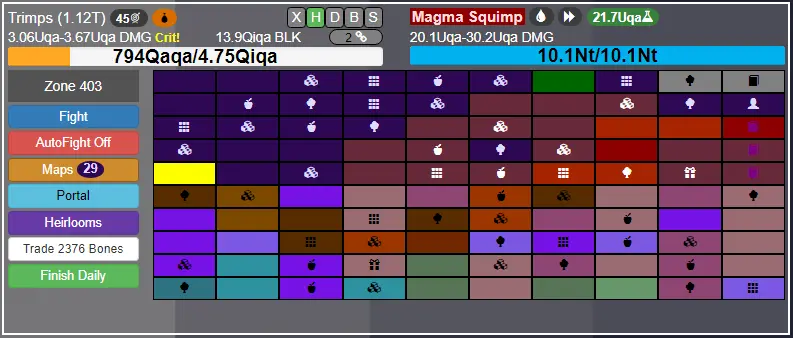 Trimps (1.12T) 45 X H D B S Magma Squimp 21.7Uqa
3.06Uqa-3.67Uqa DMG Crit! 13.9Qiqa BLK 2 20.1Uqa-30.2Uqa DMG
794Qaqa/4.75Qiqa 10.1Nt/10.1Nt
Zone 403
Fight
AutoFight Off
Maps 29
Portal
Heirlooms
Trade 2376 Bones
Finish Daily